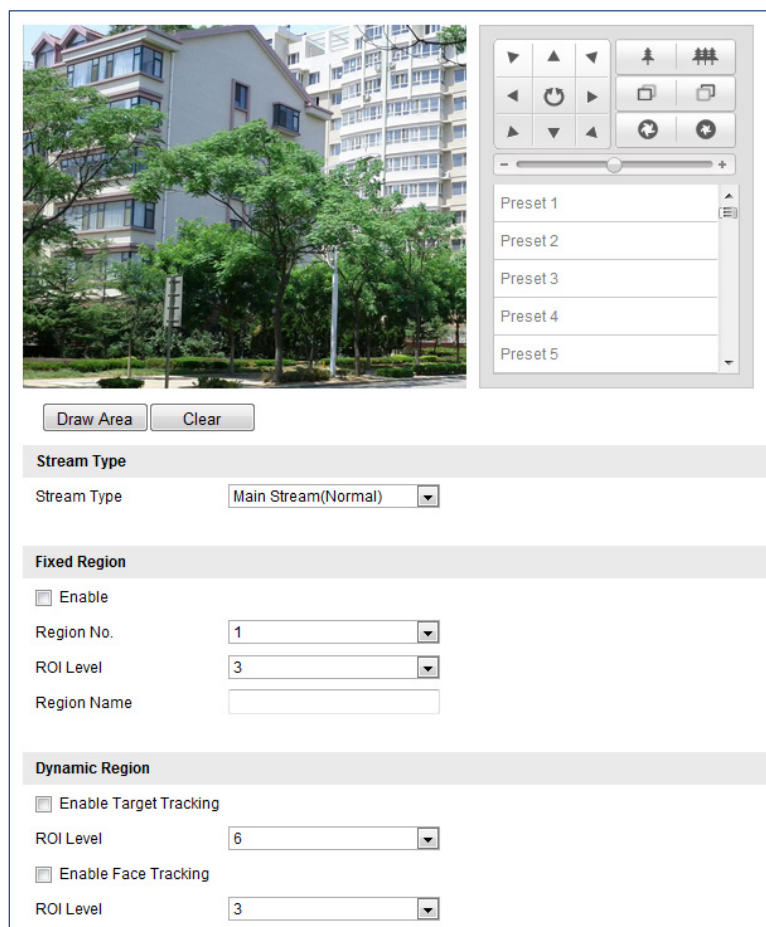 Preset 1
Preset 2
Preset 3
Preset 4
Preset 5
Draw Area Clear
Stream Type
Stream Type Main Stream(Normal)
Fixed Region
Enable
Region No. 1
ROI Level 3
Region Name
Dynamic Region
Enable Target Tracking
ROI Level 6
Enable Face Tracking
ROI Level 3